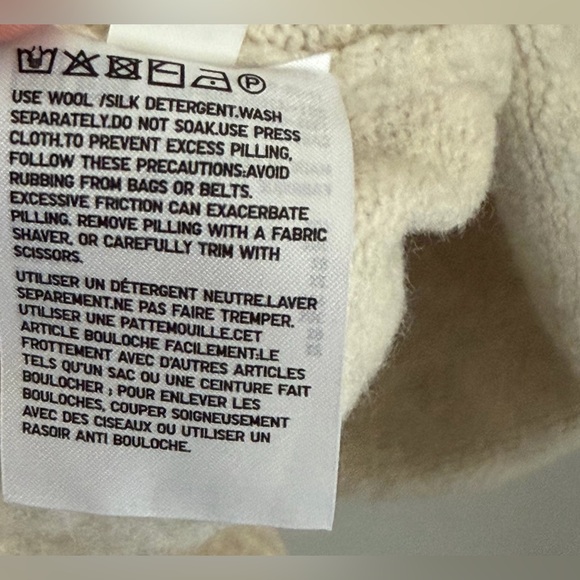 P
USE WOOL /SILK DETERGENT.WASH
SEPARATELY.DO NOT SOAK.USE PRESS
CLOTH.TO PREVENT EXCESS PILLING,
FOLLOW THESE PRECAUTIONS:AVOID
RUBBING FROM BAGS OR BELTS.
EXCESSIVE FRICTION CAN EXACERBATE
PILLING. REMOVE PILLING WITH A FABRIC
SHAVER, OR CAREFULLY TRIM WITH
SCISSORS.
UTILISER UN DÉTERGENT NEUTRE.LAVER
SEPAREMENT.NE PAS FAIRE TREMPER.
UTILISER UNE PATTEMOUILLE.CET
ARTICLE BOULOCHE FACILEMENT:LE
FROTTEMENT AVEC D'AUTRES ARTICLES
TELS QU'UN SAC OU UNE CEINTURE FAIT
BOULOCHER ; POUR ENLEVER LES
BOULOCHES, COUPER SOIGNEUSEMENT
AVEC DES CISEAUX OU UTILISER UN
RASOIR ANTI BOULOCHE.